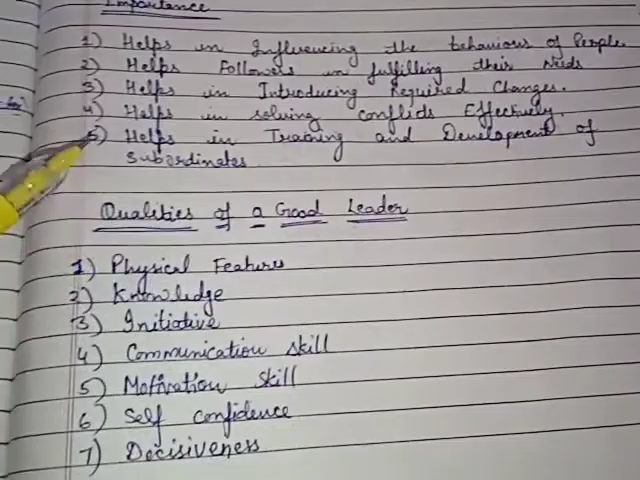 Importance
1) Helps in Influencing the behaviour of People.
2) Helps Followers in fulfilling their Needs
3) Helps in Introducing Required Changes.
4) Helps in solving conflicts Effectively.
5) Helps in Training and Development of
Subordinates
Qualities of a Good Leader
1) Physical Features
2) Knowledge
3) Initiative
4) Communication skill
5) Motivation skill
6) Self confidence
7) Decisiveness